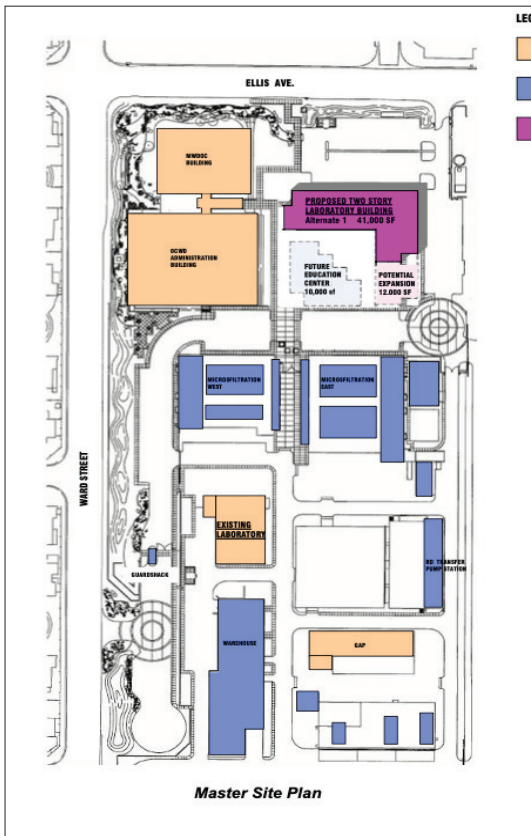 LEG
ELLIS AVE.
MWDOC
BUILDING
PROPOSED TWO STORY
LABORATORY BUILDING
Alternate 1 41,000 SF
OCWD
ADMINISTRATION
BUILDING
FUTURE
EDUCATION
CENTER
10,000 sf
POTENTIAL
EXPANSION
12.000 SF
MICROSFILTRATION
WEST
MICROSFILTRATION
EAST
WARD STREET
EXISTING
LABORATORY
RO TRANSFER
PUMP STATION
GUARDSHACK
WAREHOUSE
GAP
Master Site Plan